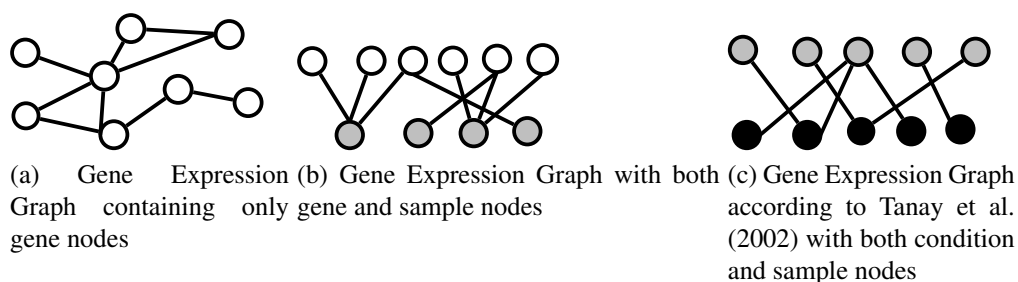 (a) Gene Expression
Graph containing only
gene nodes
(b) Gene Expression Graph with both
gene and sample nodes
(c) Gene Expression Graph
according to Tanay et al.
(2002) with both condition
and sample nodes